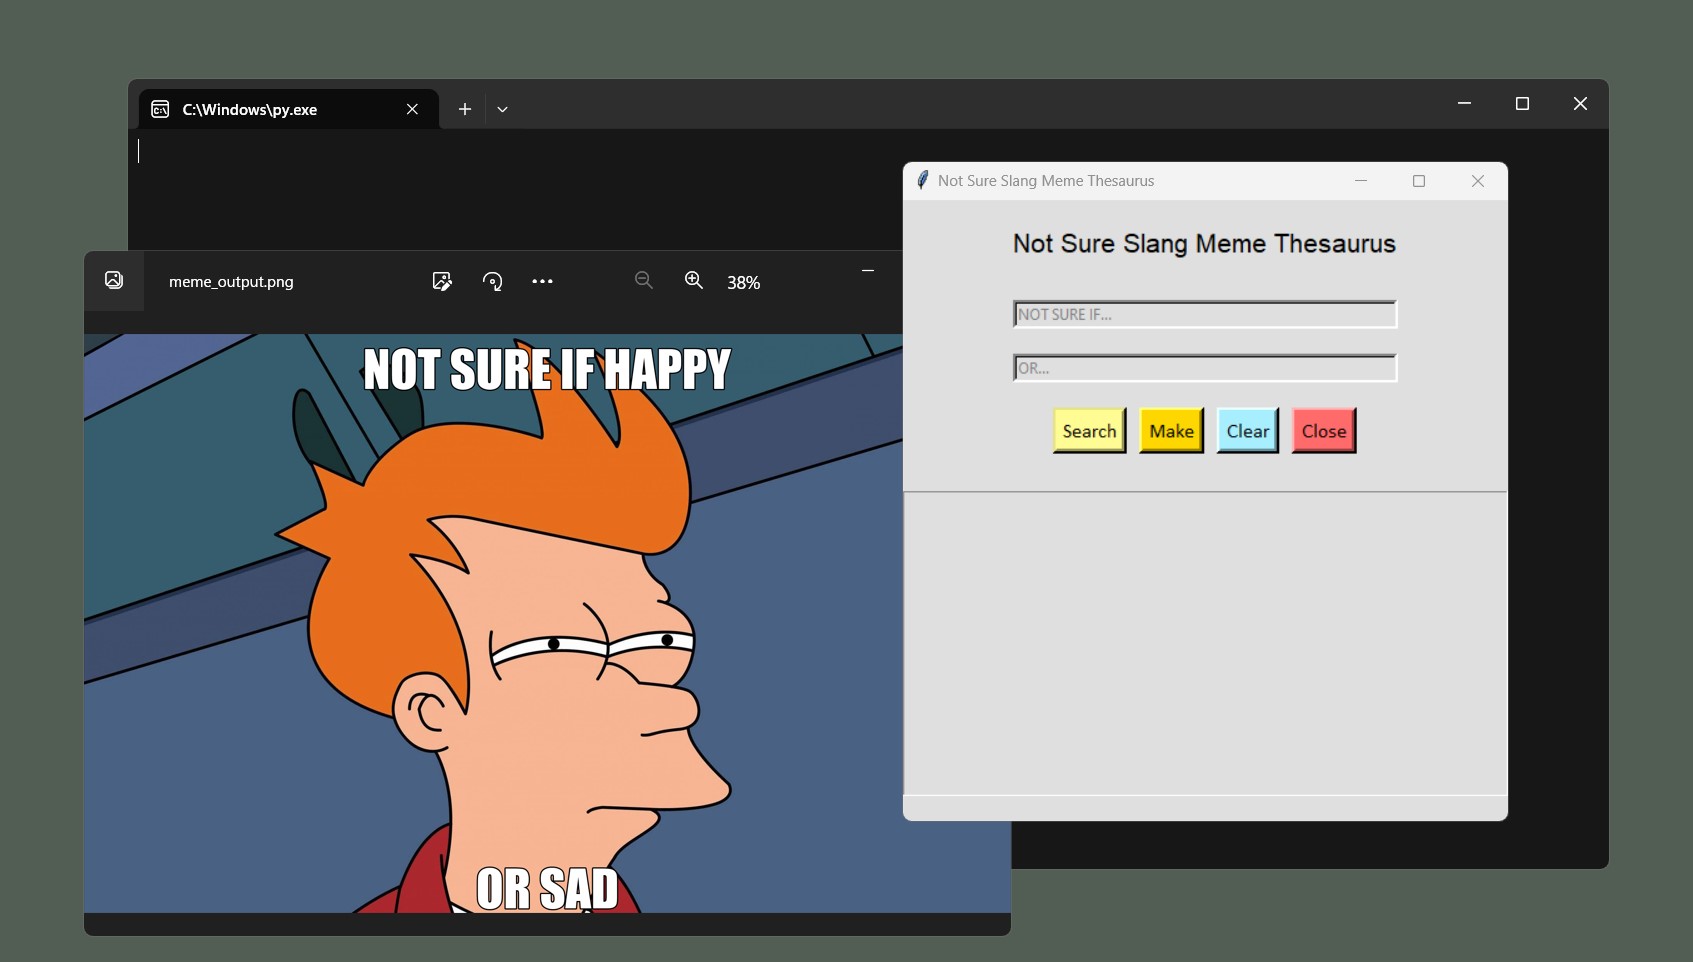 C:\Windows\py.exe
Not Sure Slang Meme Thesaurus
Not Sure Slang Meme Thesaurus
NOT SURE IF...
OR...
Search Make Clear Close
meme_output.png
38%
NOT SURE IF HAPPY
OR SAD